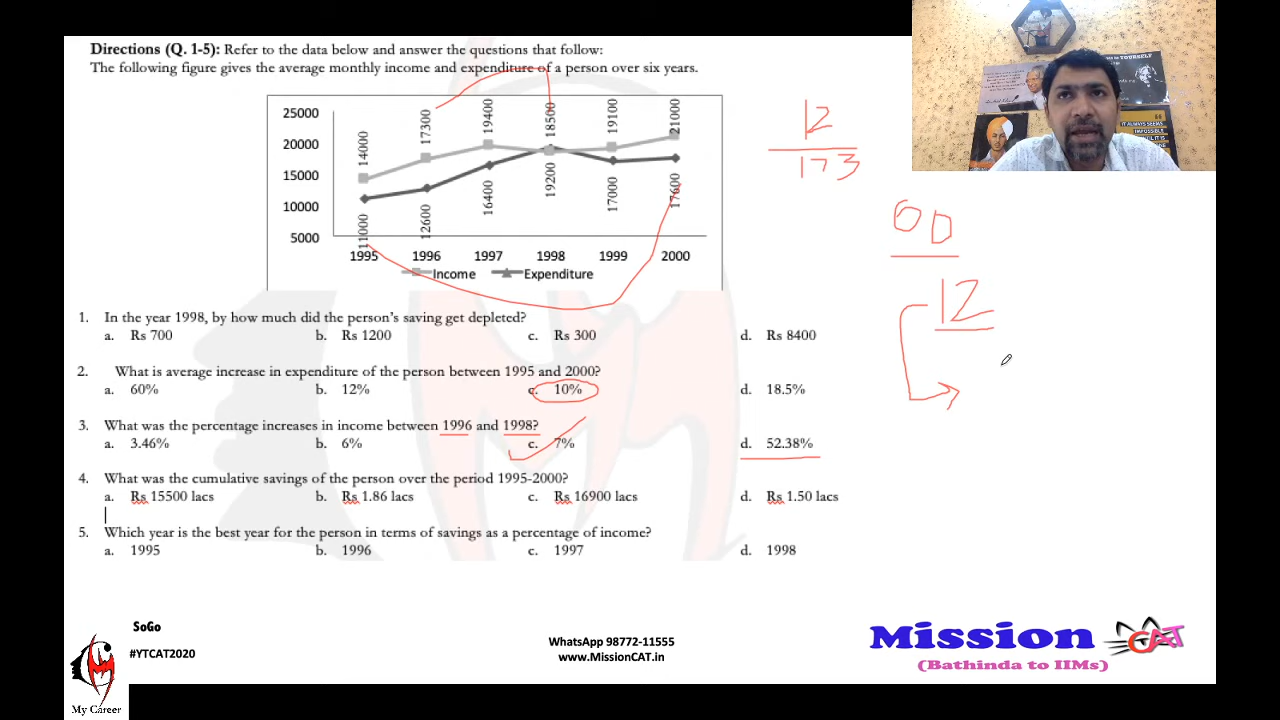 Directions (Q. 1-5): Refer to the data below and answer the questions that follow:
The following figure gives the average monthly income and expenditure of a person over six years.
25000
20000
15000
10000
5000
14000
17300
19400
18500
19100
21000
11000
12600
16400
19200
17000
17600
1995 1996 1997 1998 1999 2000
Income Expenditure
12
173
60
12
1. In the year 1998, by how much did the person's saving get depleted?
a. Rs 700 b. Rs 1200 c. Rs 300 d. Rs 8400
2. What is average increase in expenditure of the person between 1995 and 2000?
a. 60% b. 12% c. 10% d. 18.5%
3. What was the percentage increases in income between 1996 and 1998?
a. 3.46% b. 6% c. 7% d. 52.38%
4. What was the cumulative savings of the person over the period 1995-2000?
a. Rs 15500 lacs b. Rs 1.86 lacs c. Rs 16900 lacs d. Rs 1.50 lacs
5. Which year is the best year for the person in terms of savings as a percentage of income?
a. 1995 b. 1996 c. 1997 d. 1998
SoGo
#YTCAT2020
My Career
WhatsApp 98772-11555
www.MissionCAT.in
Mission CAT
(Bathinda to IIMs)